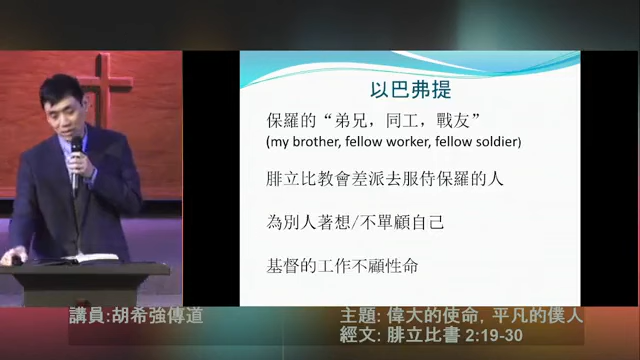 以巴弗提
保羅的“弟兄，同工，戰友”
(my brother, fellow worker, fellow soldier)
腓立比教會差派去服侍保羅的人
為別人著想/不單顧自己
基督的工作不顧性命
講員:胡希強傳道
主題: 偉大的使命, 平凡的僕人
經文: 腓立比書 2:19-30